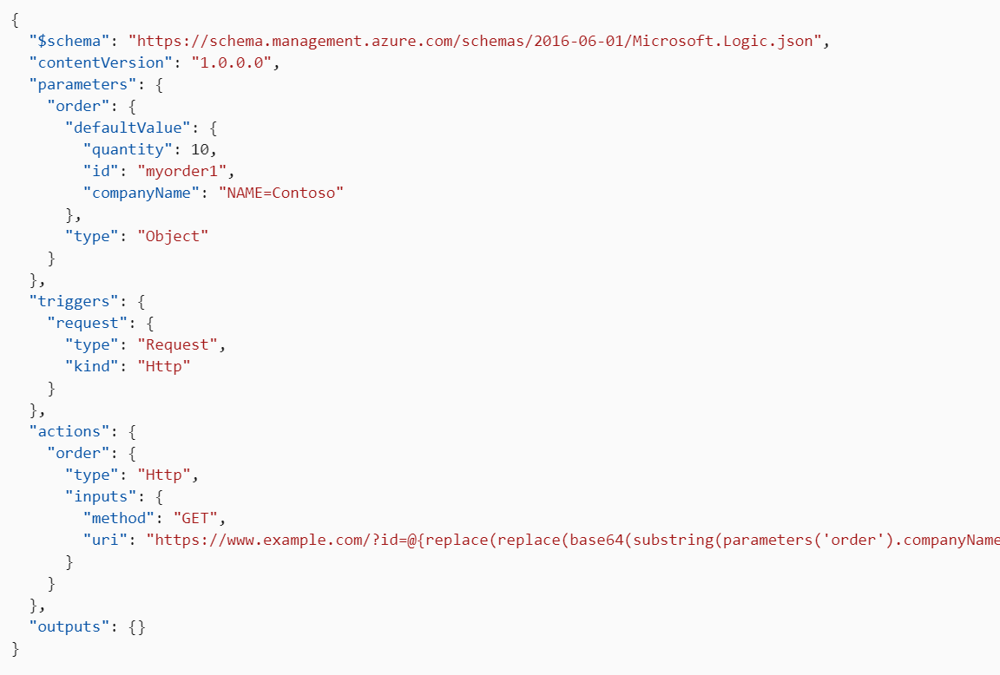 {
  "$schema": "https://schema.management.azure.com/schemas/2016-06-01/Microsoft.Logic.json",
  "contentVersion": "1.0.0.0",
  "parameters": {
    "order": {
      "defaultValue": {
        "quantity": 10,
        "id": "myorder1",
        "companyName": "NAME=Contoso"
      },
      "type": "Object"
    }
  },
  "triggers": {
    "request": {
      "type": "Request",
      "kind": "Http"
    }
  },
  "actions": {
    "order": {
      "type": "Http",
      "inputs": {
        "method": "GET",
        "uri": "https://www.example.com/?id=@{replace(replace(base64(substring(parameters('order').companyName
      }
    }
  },
  "outputs": {}
}